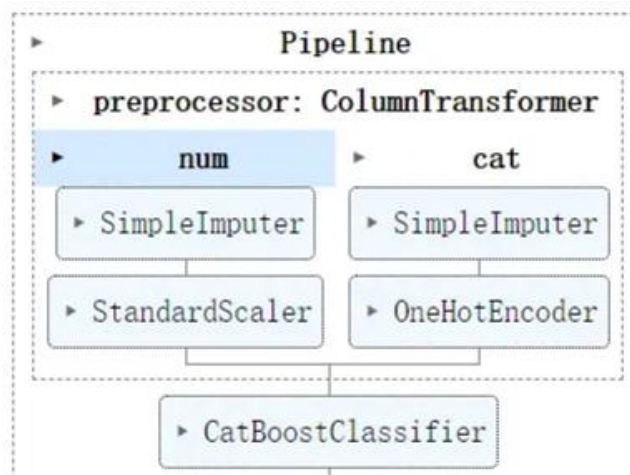 Pipeline
preprocessor: ColumnTransformer
num cat
SimpleImputer SimpleImputer
StandardScaler OneHotEncoder
CatBoostClassifier